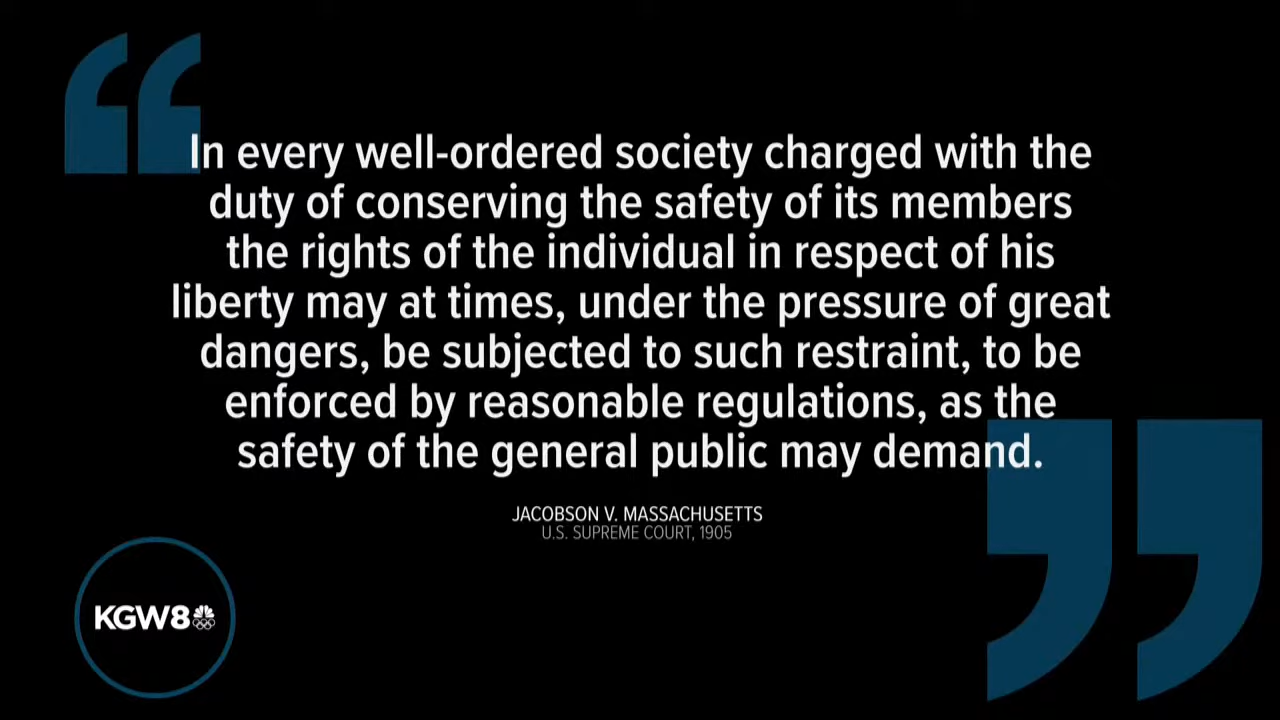 In every well-ordered society charged with the
duty of conserving the safety of its members
the rights of the individual in respect of his
liberty may at times, under the pressure of great
dangers, be subjected to such restraint, to be
enforced by reasonable regulations, as the
safety of the general public may demand.
JACOBSON V. MASSACHUSETTS
U.S. SUPREME COURT, 1905
KGW8